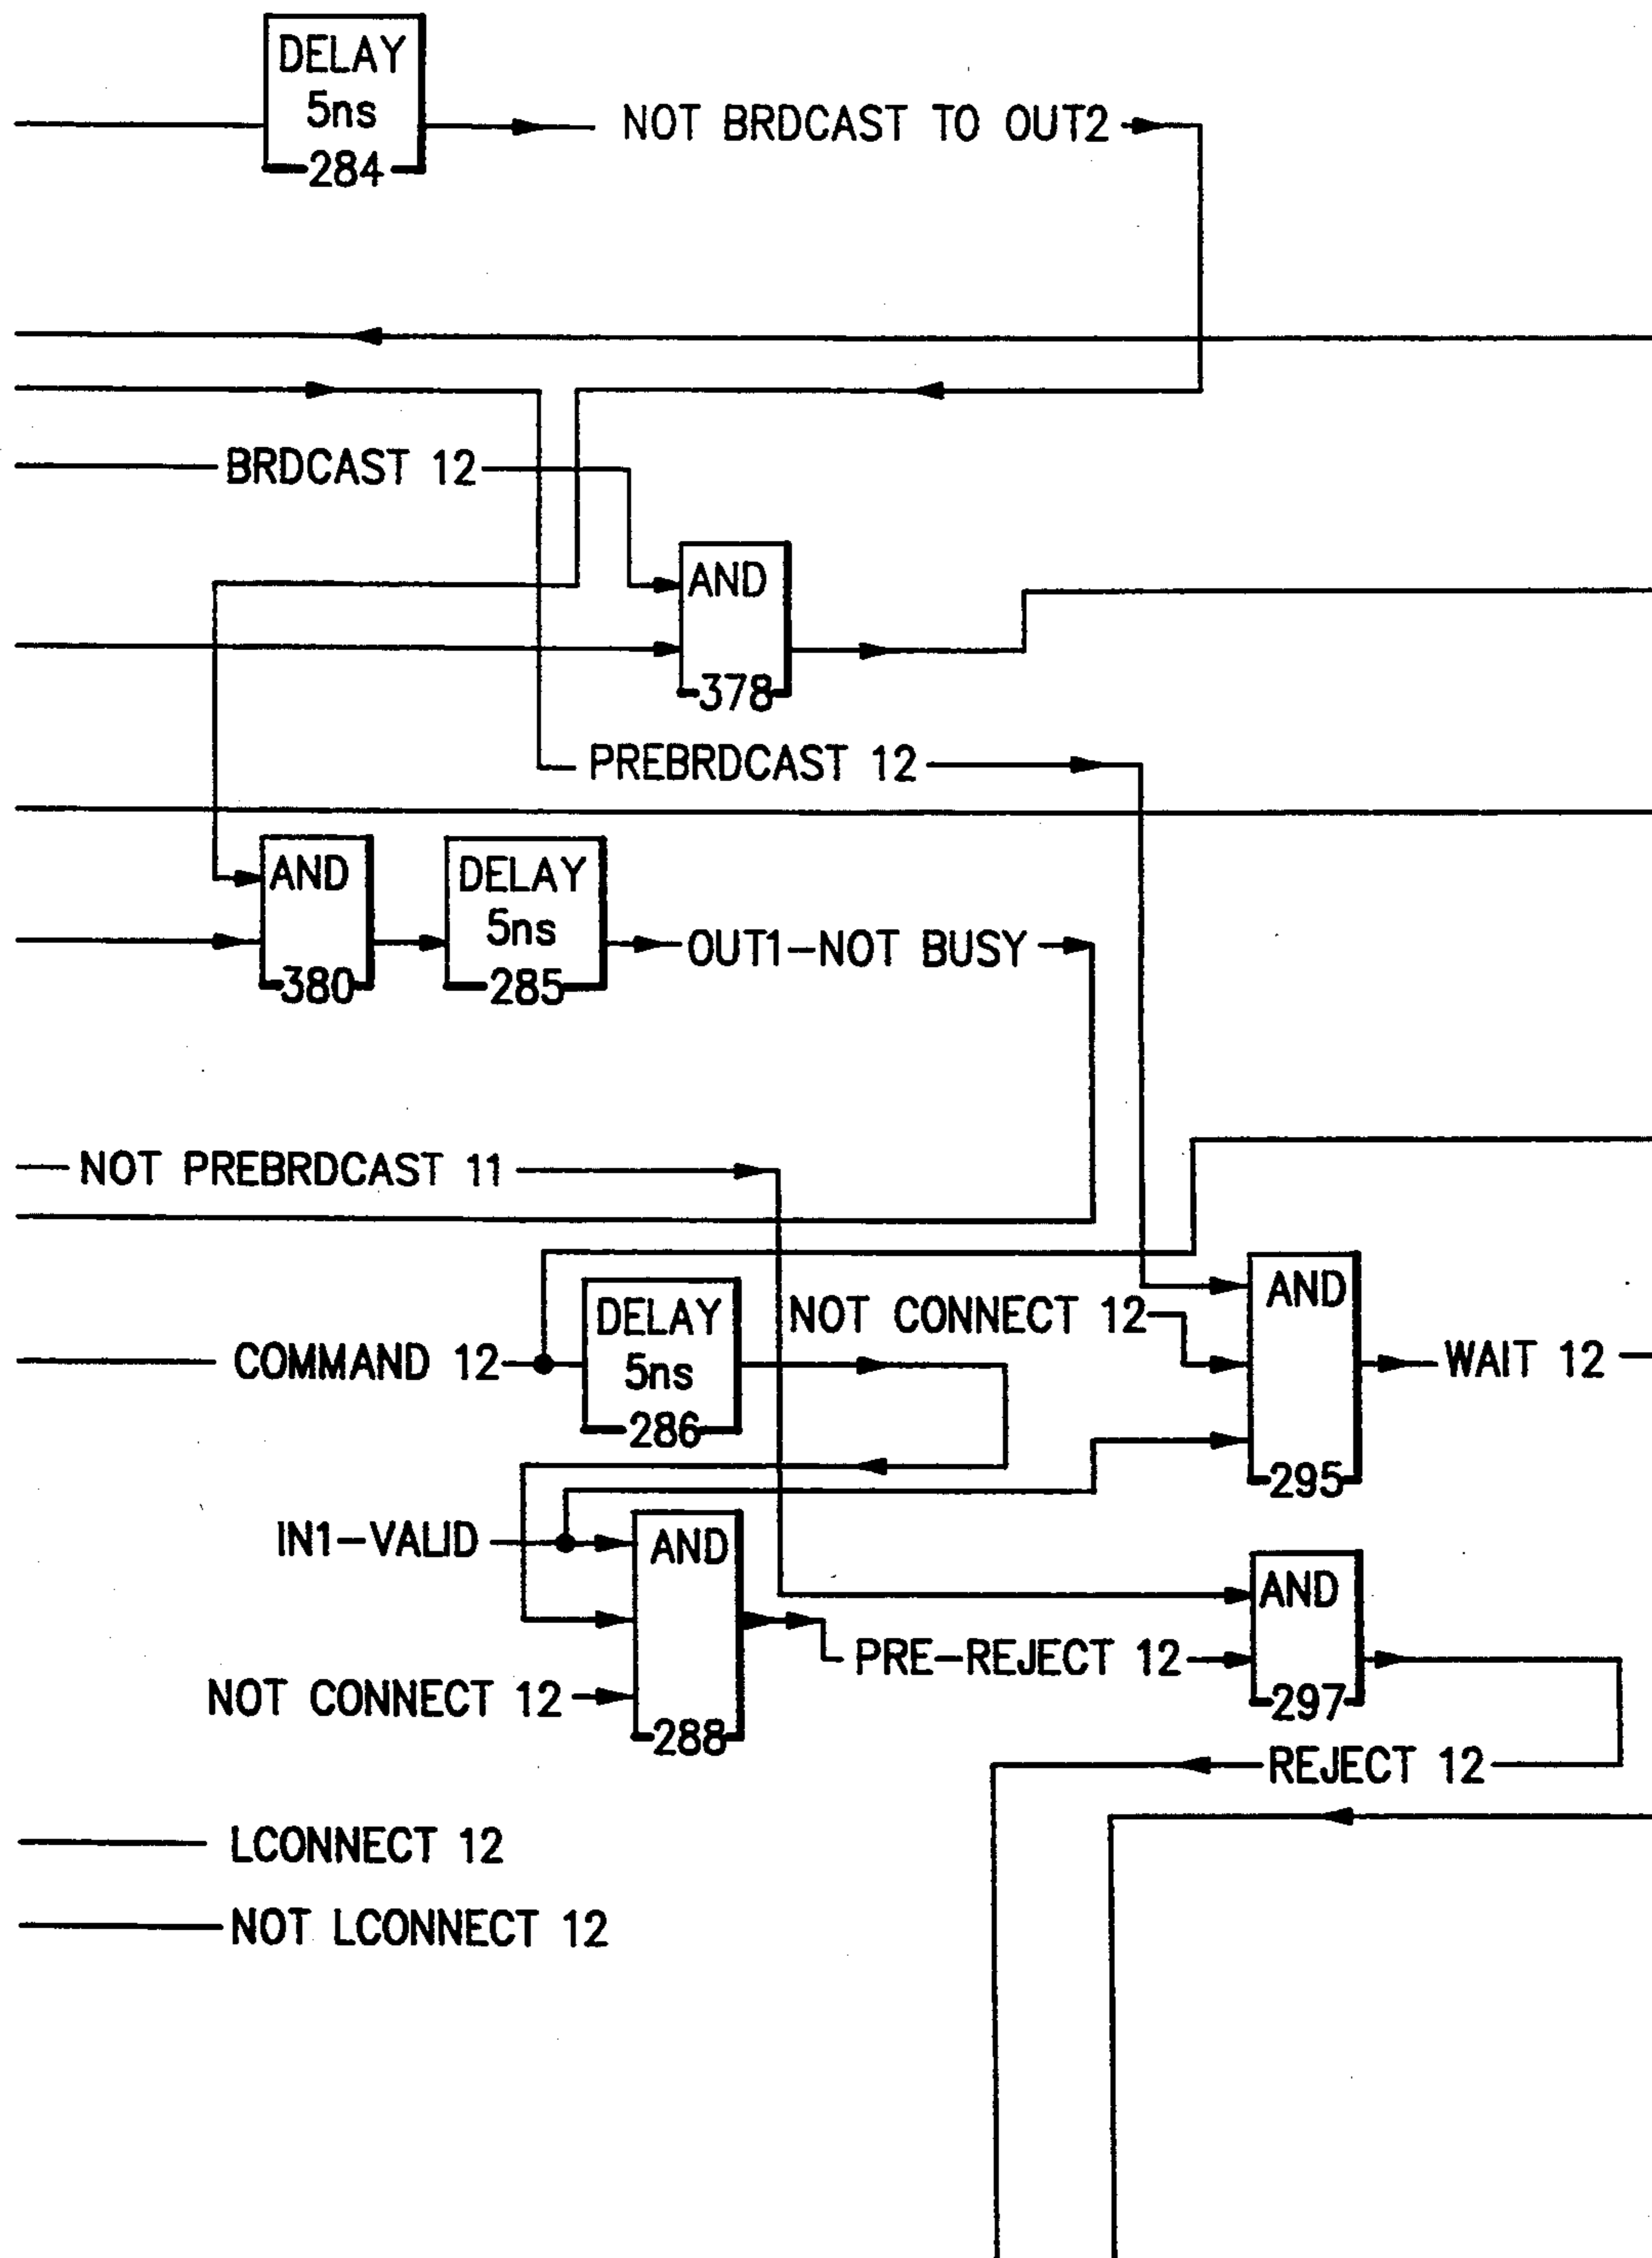 DELAY
5ns
284
NOT BRDCAST TO OUT2
BRDCAST 12
AND
378
PREBRDCAST 12
AND
380
DELAY
5ns
285
OUT1-NOT BUSY
NOT PREBRDCAST 11
COMMAND 12
DELAY
5ns
286
NOT CONNECT 12
AND
295
WAIT 12
IN1-VALID
AND
288
NOT CONNECT 12
PRE-REJECT 12
AND
297
REJECT 12
LCONNECT 12
NOT LCONNECT 12